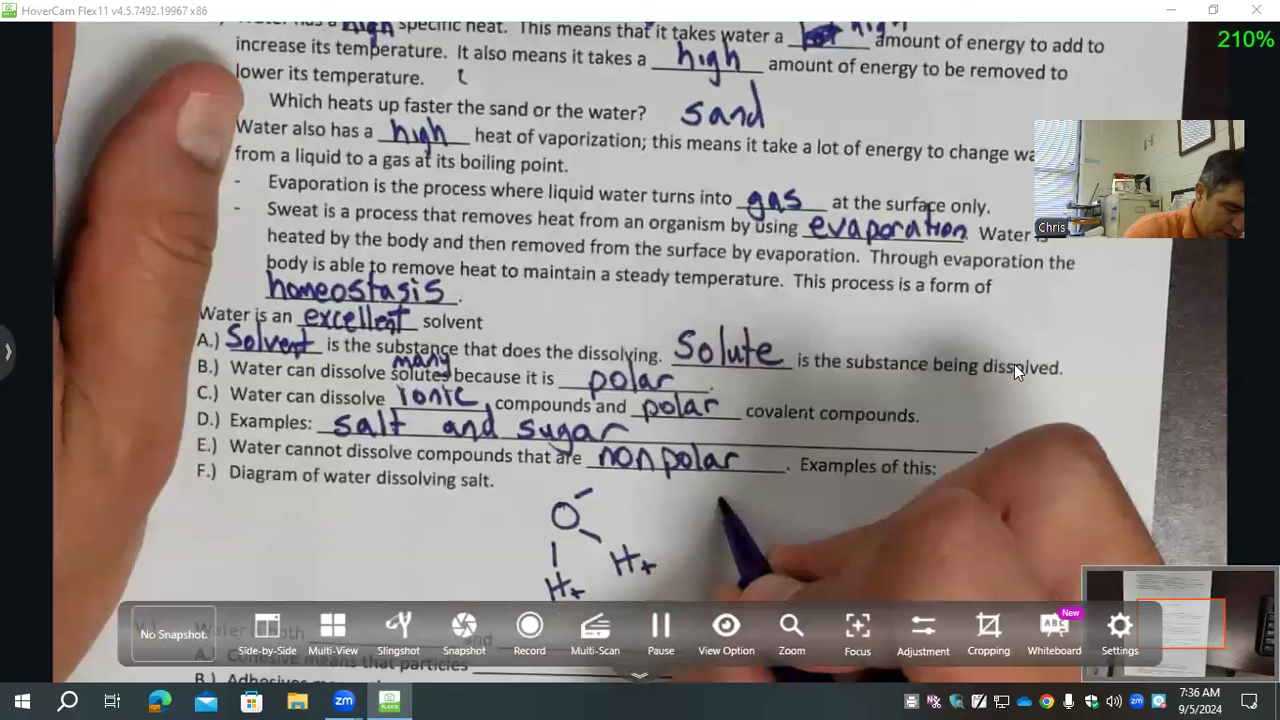 HoverCam Flex11 v4.5.7492.19967 x86
210%
high specific heat. This means that it takes water a high amount of energy to add to
increase its temperature. It also means it takes a high amount of energy to be removed to
lower its temperature.
Which heats up faster the sand or the water? sand
Water also has a high heat of vaporization; this means it take a lot of energy to change
from a liquid to a gas at its boiling point.
- Evaporation is the process where liquid water turns into gas at the surface only.
- Sweat is a process that removes heat from an organism by using evaporation. Water is
heated by the body and then removed from the surface by evaporation. Through evaporation the
body is able to remove heat to maintain a steady temperature. This process is a form of
homeostasis.
Water is an excellent solvent
A.) Solvent is the substance that does the dissolving. Solute is the substance being dissolved.
many
B.) Water can dissolve solutes because it is polar.
C.) Water can dissolve ionic compounds and polar covalent compounds.
D.) Examples: salt and sugar.
E.) Water cannot dissolve compounds that are nonpolar. Examples of this:
F.) Diagram of water dissolving salt.
O-
H+
H+
Chris
No Snapshot.
Side-by-Side Multi-View Slingshot Snapshot Record Multi-Scan Pause View Option Zoom Focus Adjustment Cropping Whiteboard Settings
New
ABC
and
A.) Cohesive means that particles
7:36 AM
9/5/2024